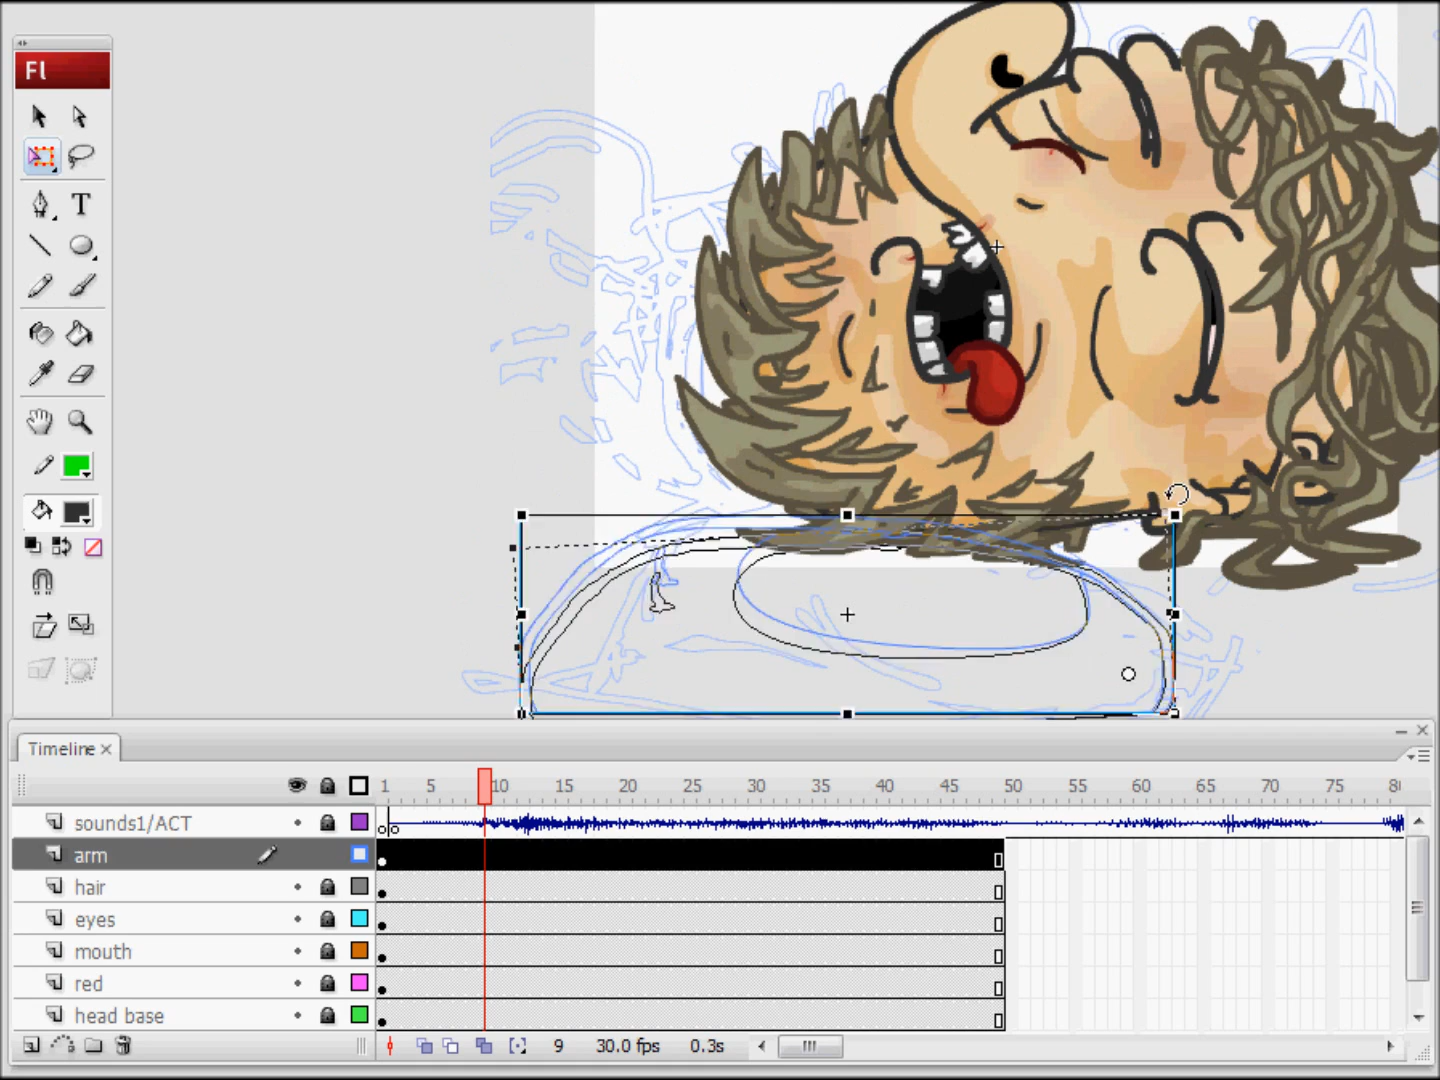 Fl
T
Timeline ×
1 5 10 15 20 25 30 35 40 45 50 55 60 65 70 75 80
sounds1/ACT
arm
hair
eyes
mouth
red
head base
9 30.0 fps 0.3s